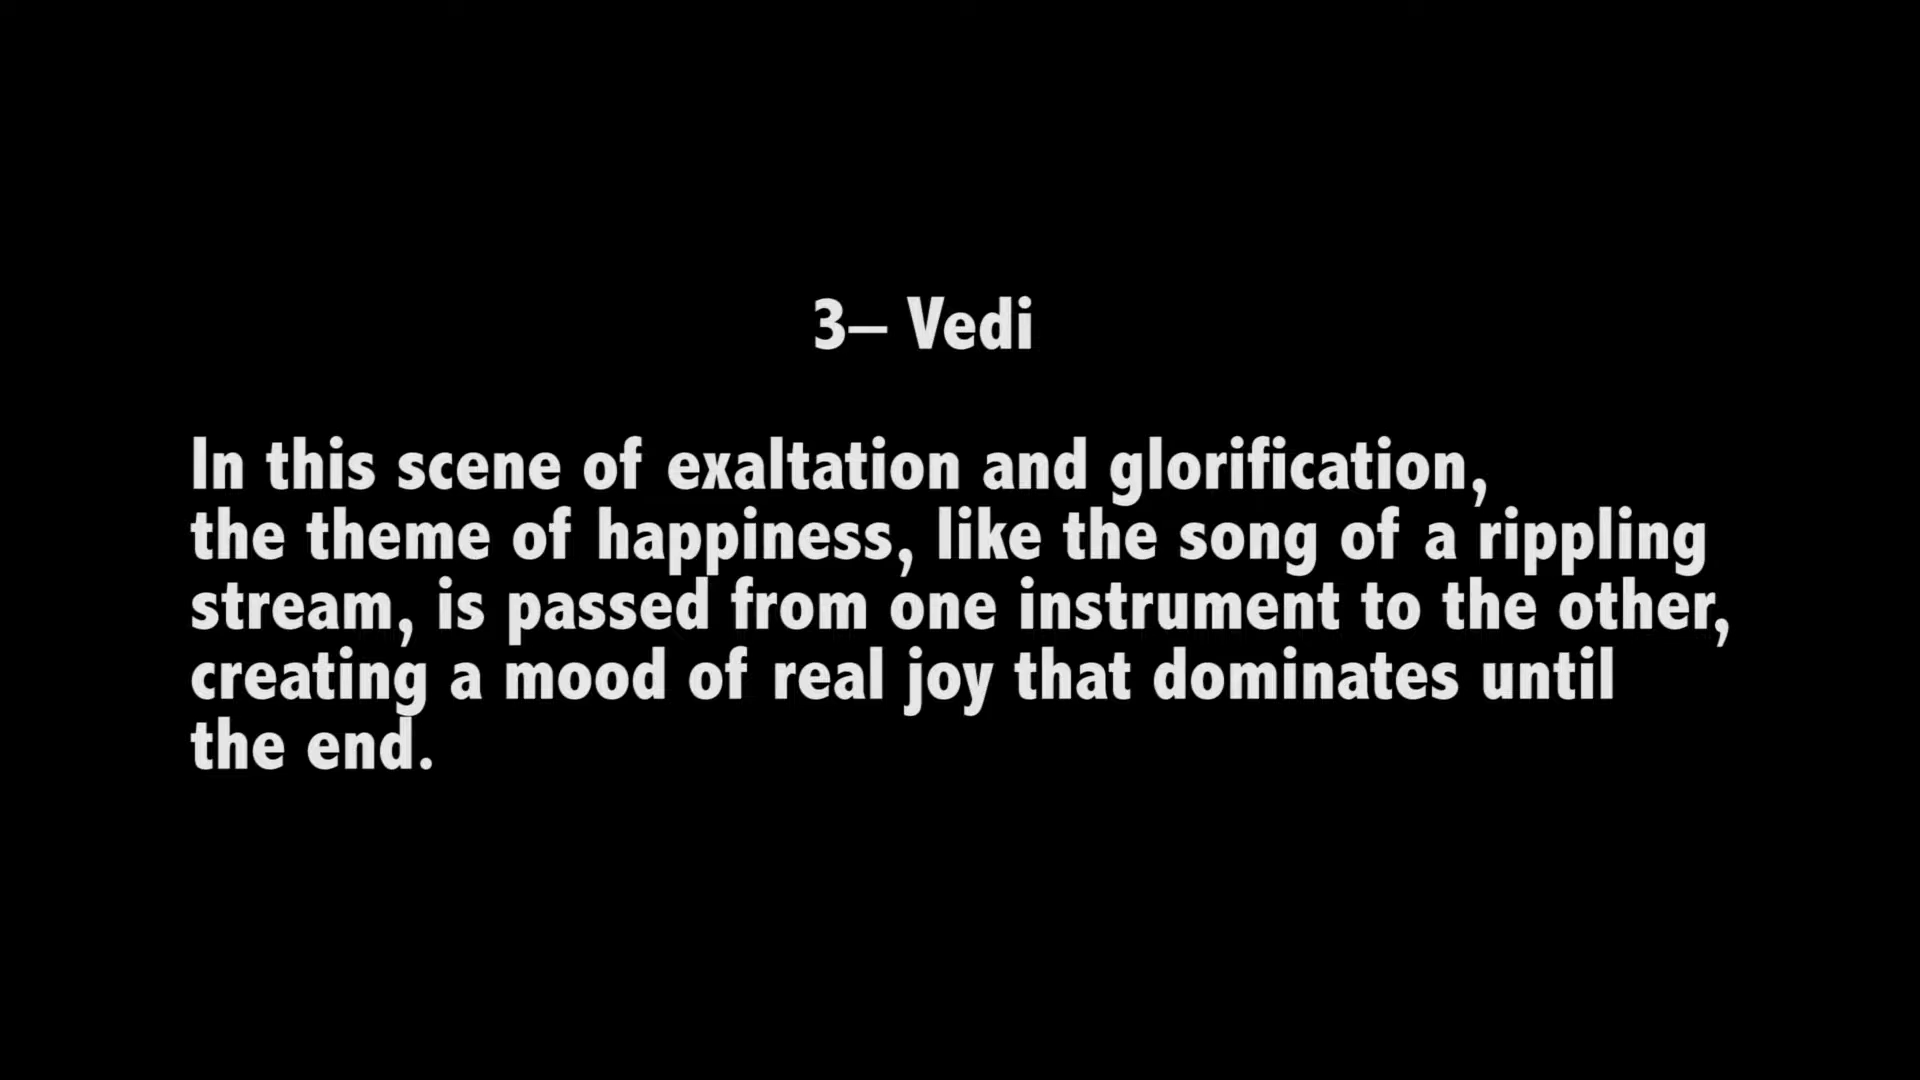 3– Vedi
In this scene of exaltation and glorification,
the theme of happiness, like the song of a rippling
stream, is passed from one instrument to the other,
creating a mood of real joy that dominates until
the end.